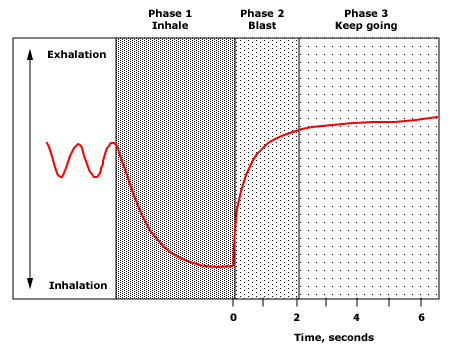 Phase 1
Inhale
Phase 2
Blast
Phase 3
Keep going
Exhalation
Inhalation
0 2 4 6
Time, seconds